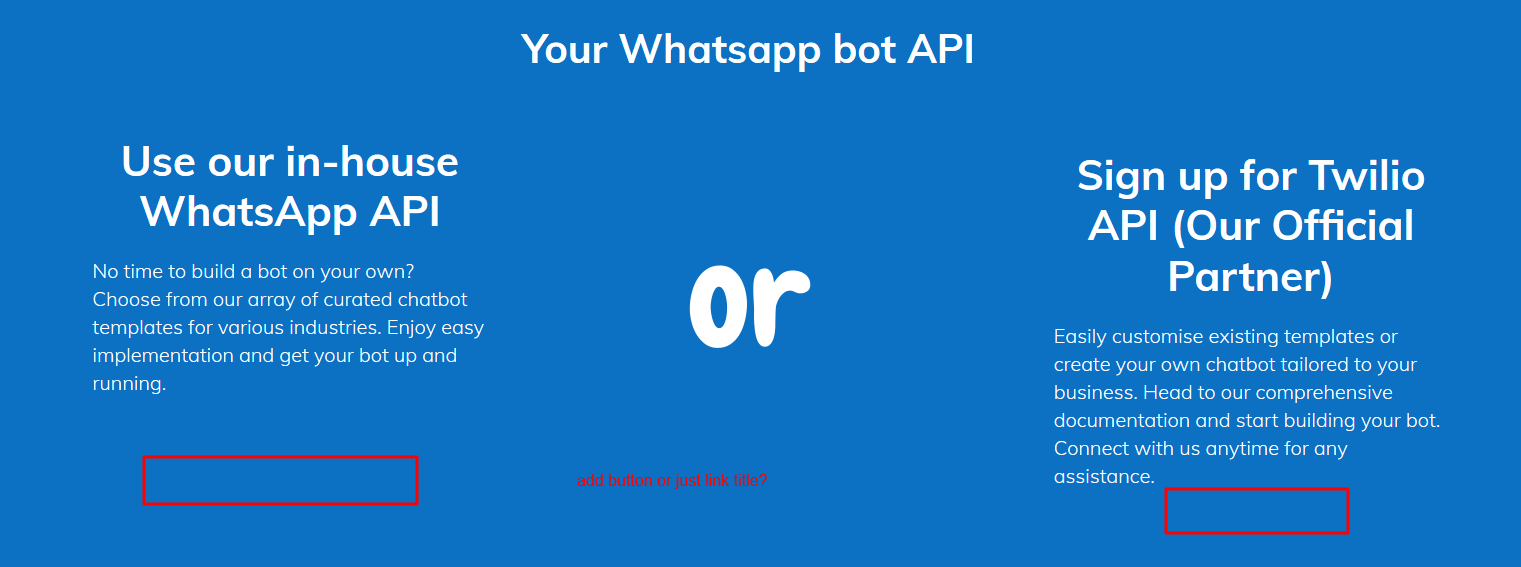 Your Whatsapp bot API
Use our in-house
WhatsApp API
No time to build a bot on your own?
Choose from our array of curated chatbot
templates for various industries. Enjoy easy
implementation and get your bot up and
running.
or
add button or just link title?
Sign up for Twilio
API (Our Official
Partner)
Easily customise existing templates or
create your own chatbot tailored to your
business. Head to our comprehensive
documentation and start building your bot.
Connect with us anytime for any
assistance.